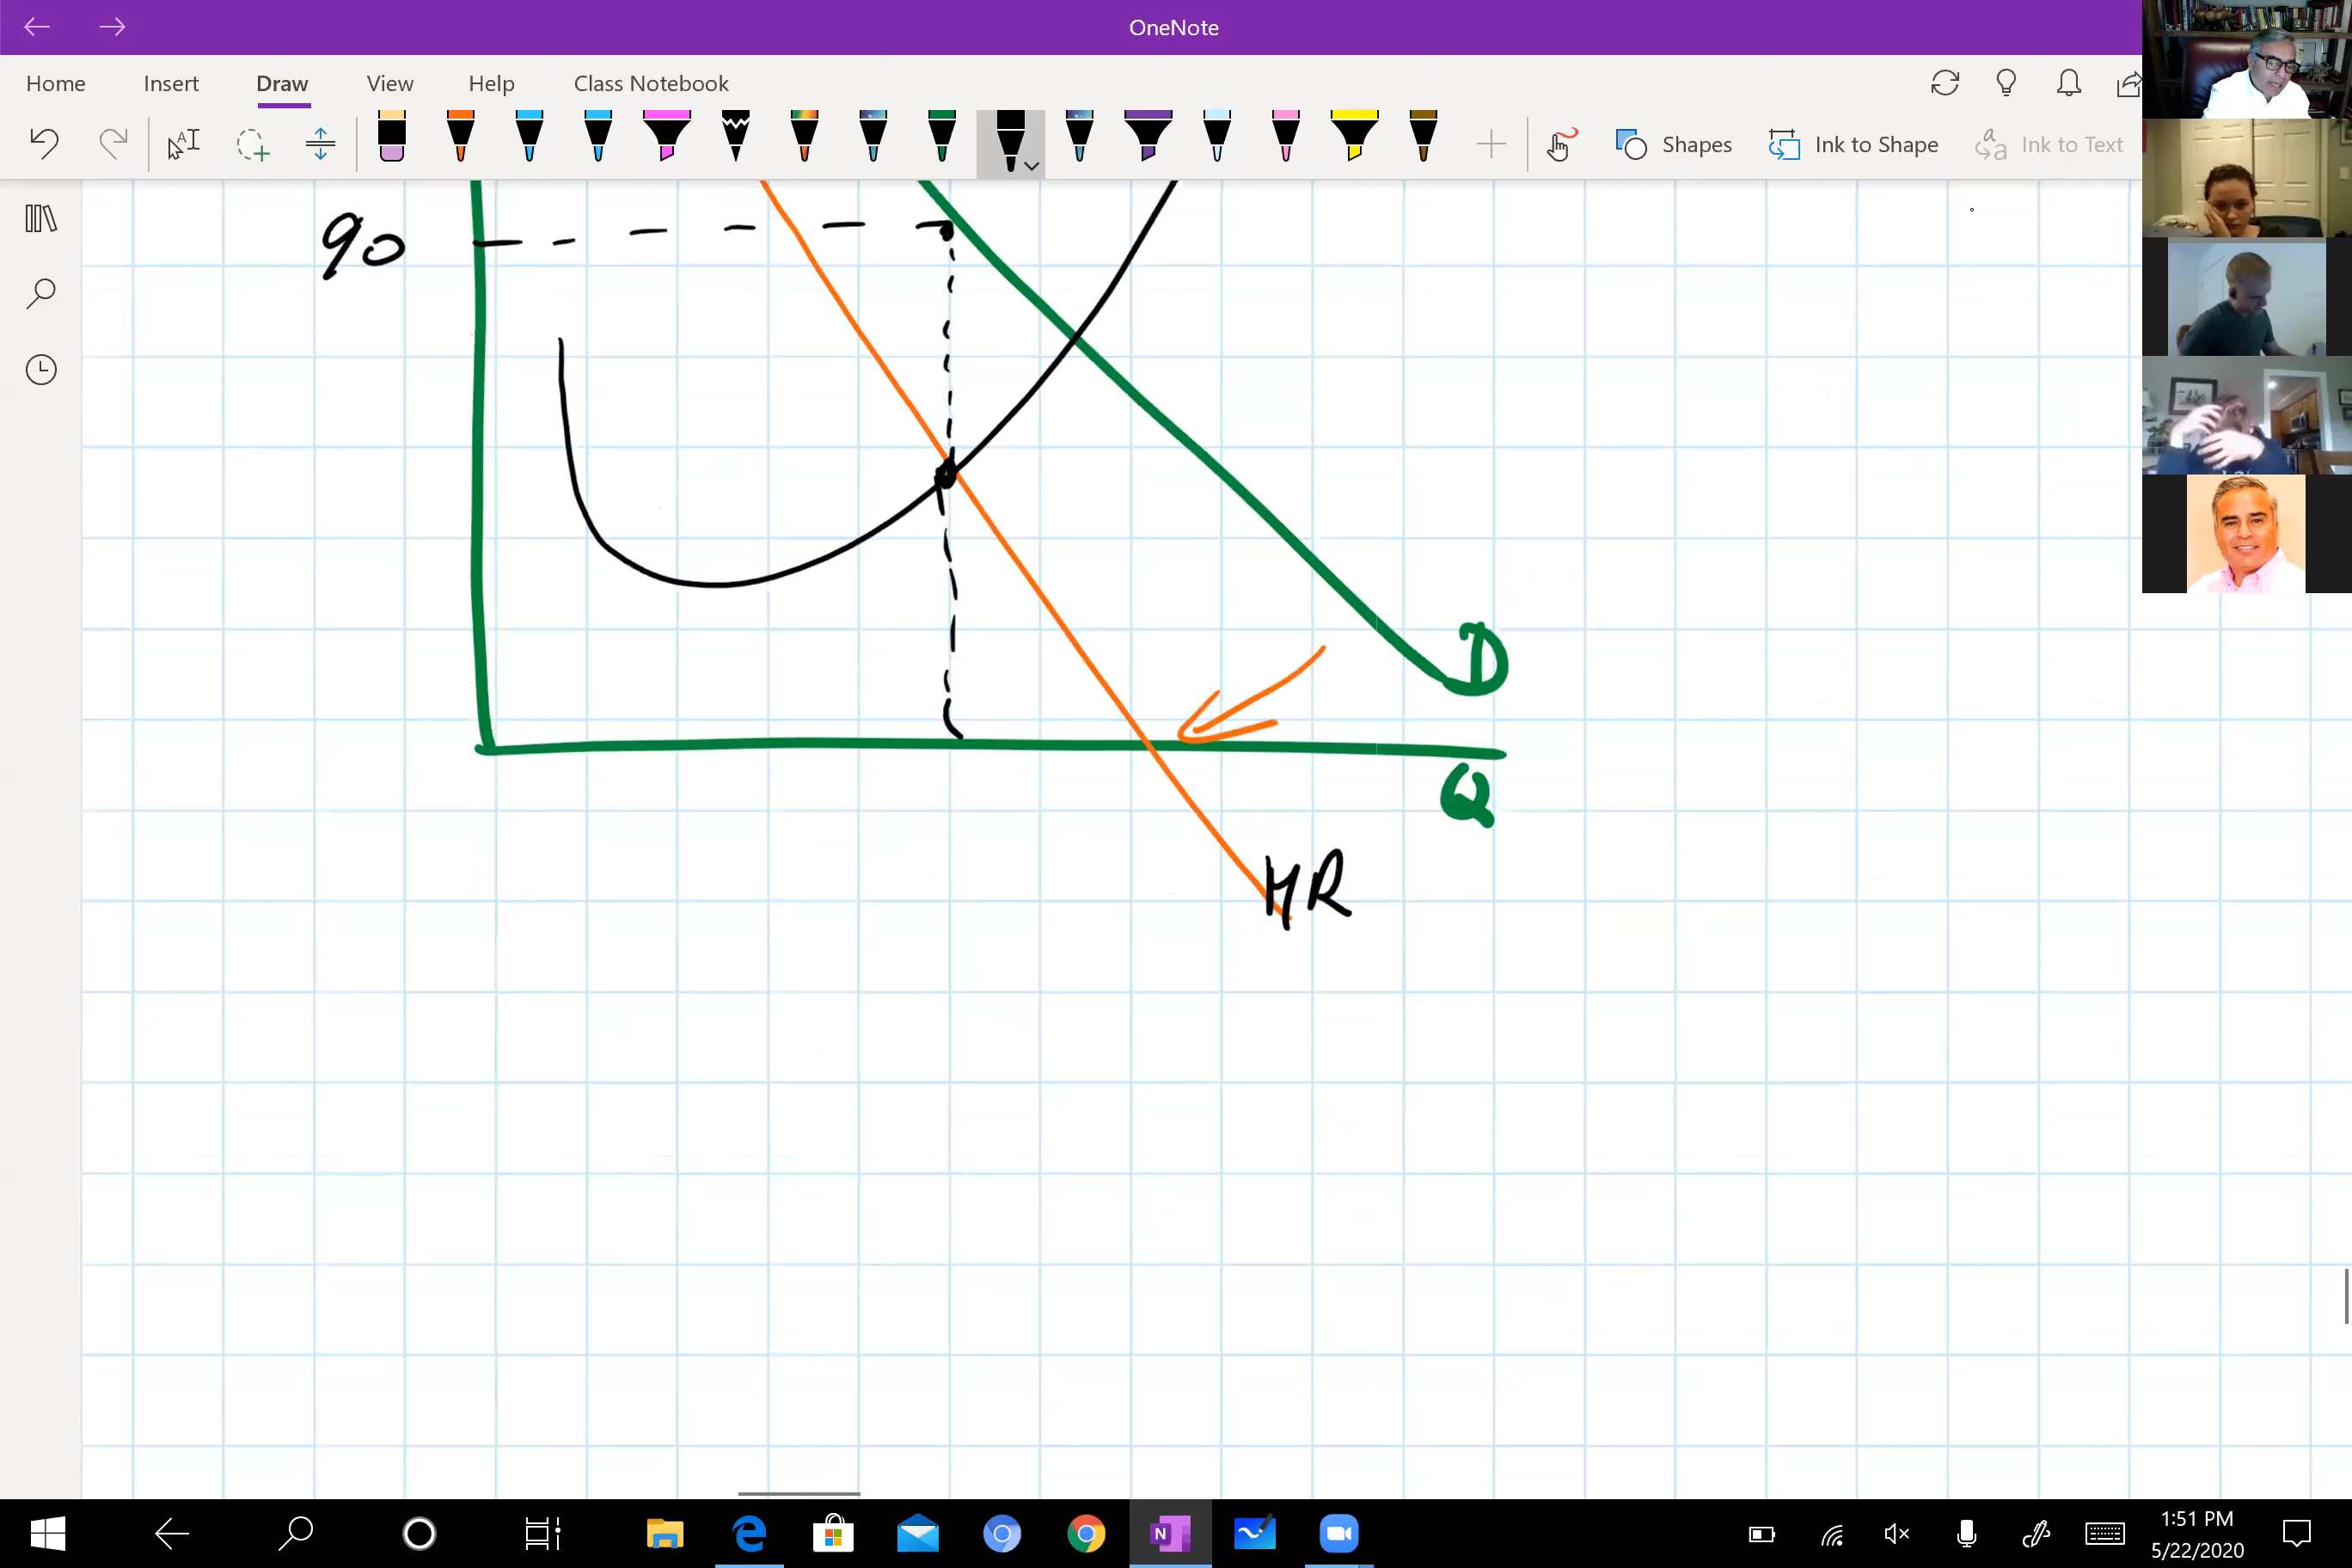 OneNote
Home Insert Draw View Help Class Notebook
Shapes Ink to Shape Ink to Text
90
D
Q
MR
1:51 PM
5/22/2020